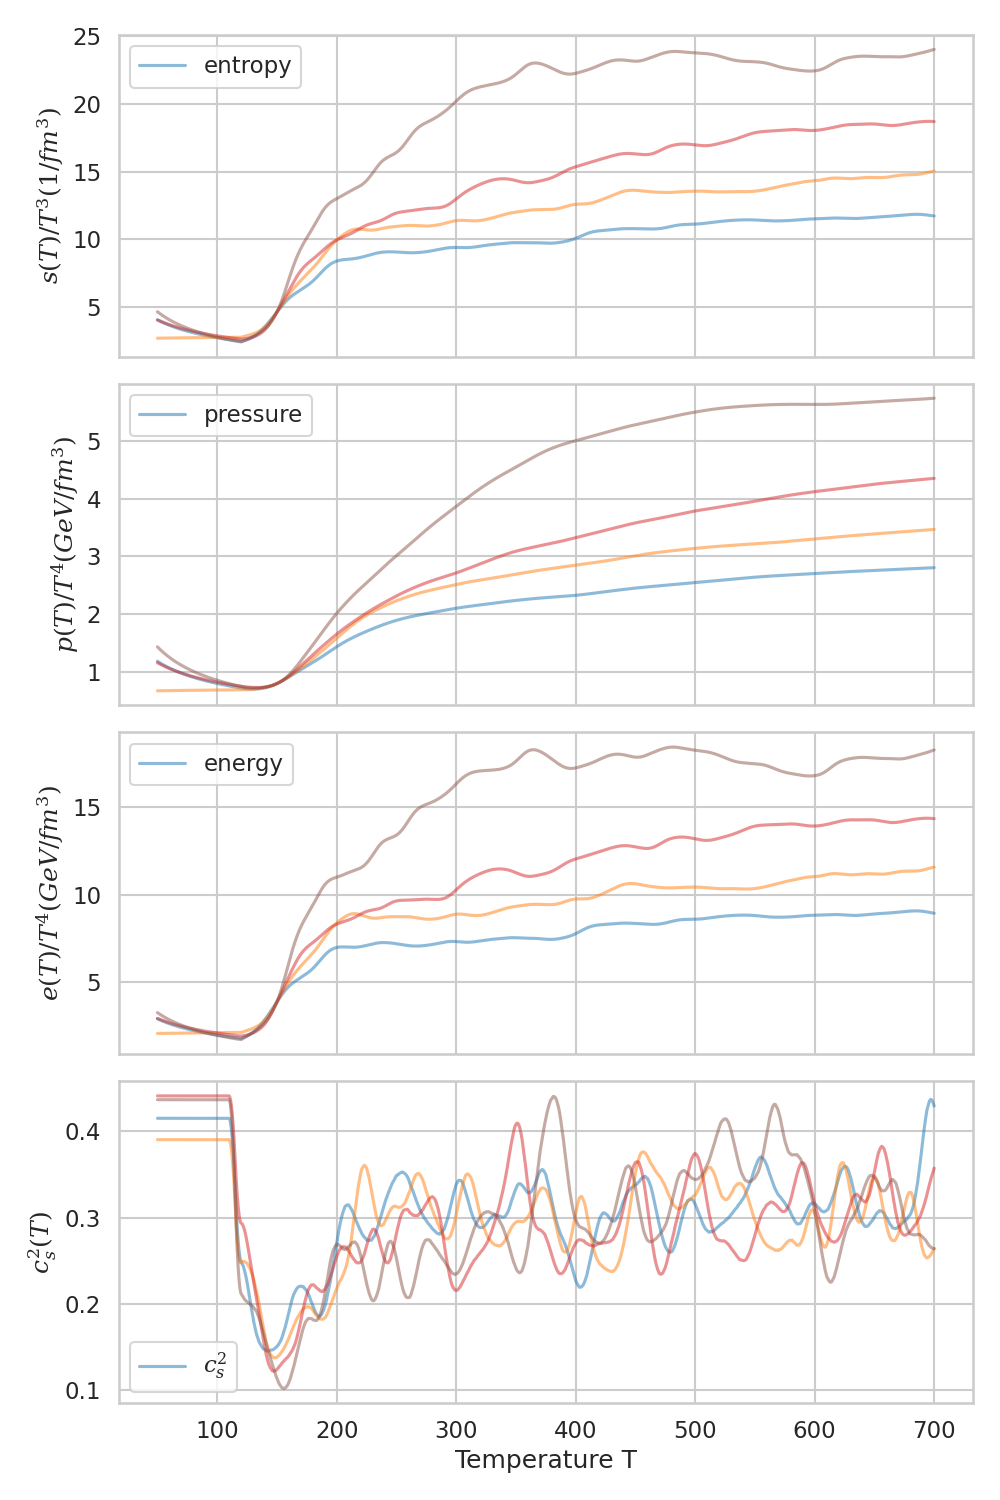 25
20
15
10
5
s(T)/T³(1/fm³)
entropy
5
4
3
2
1
p(T)/T⁴(GeV/fm³)
pressure
15
10
5
e(T)/T⁴(GeV/fm³)
energy
0.4
0.3
0.2
0.1
c_s²(T)
c_s²
100 200 300 400 500 600 700
Temperature T